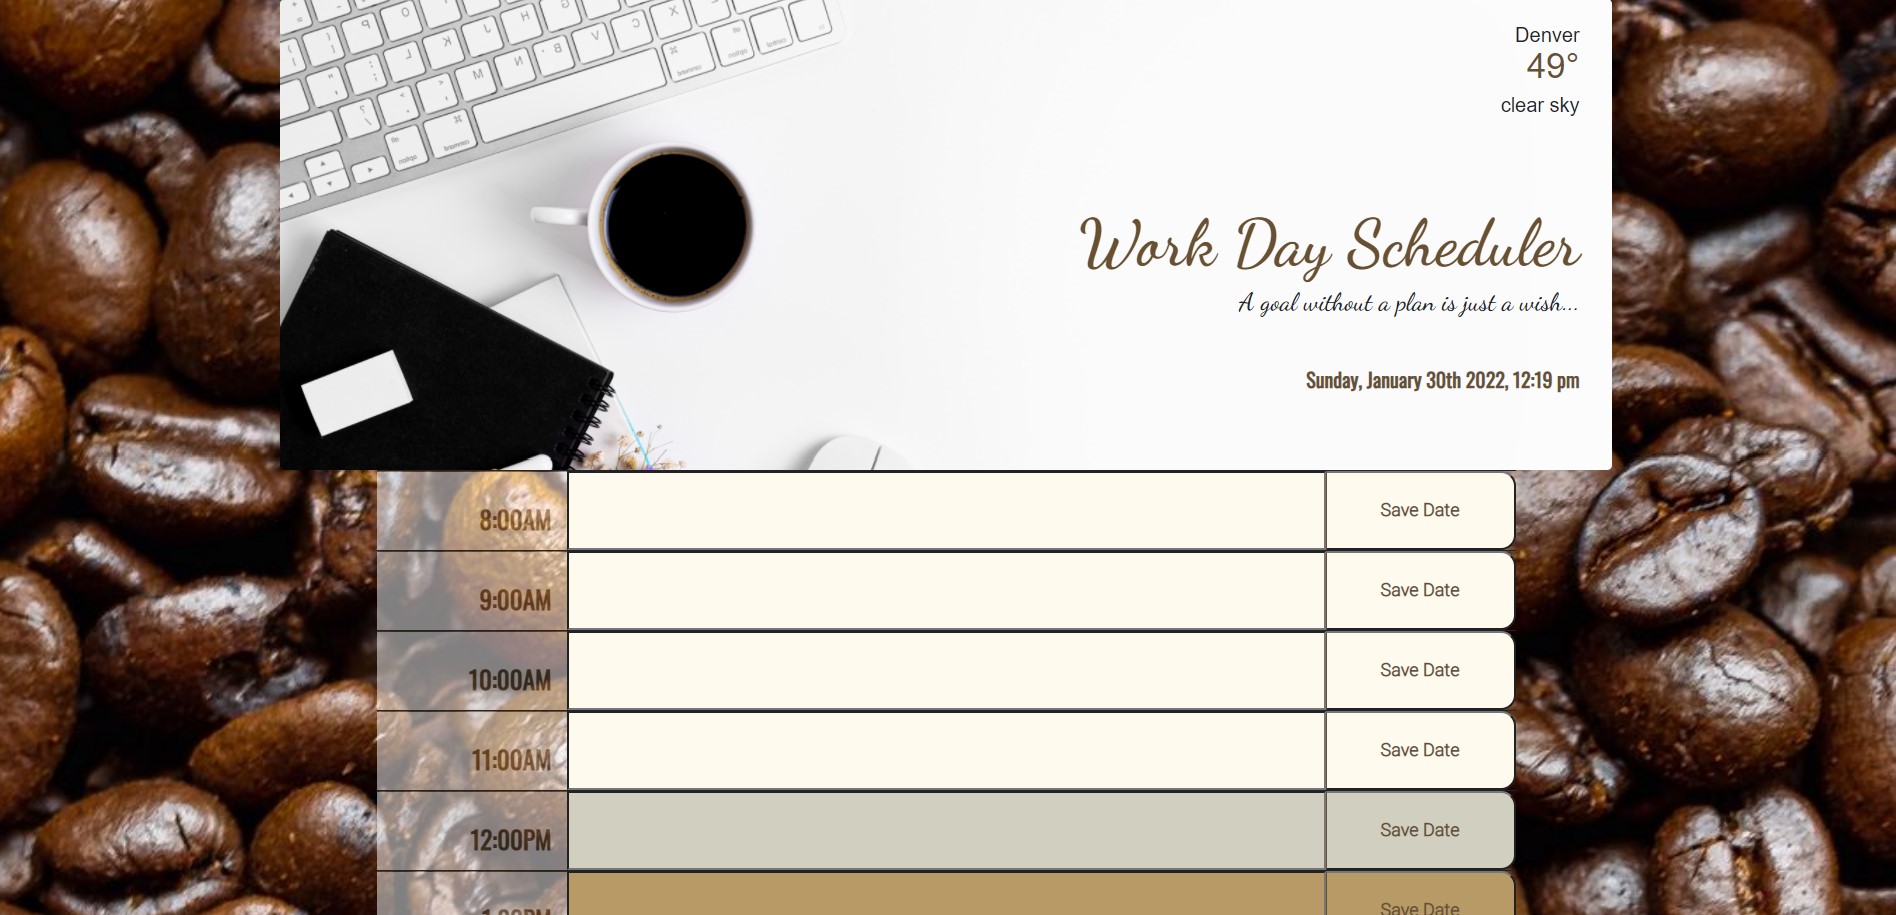 Denver
49°
clear sky
Work Day Scheduler
A goal without a plan is just a wish...
Sunday, January 30th 2022, 12:19 pm
8:00AM Save Date
9:00AM Save Date
10:00AM Save Date
11:00AM Save Date
12:00PM Save Date
1:00PM Save Date